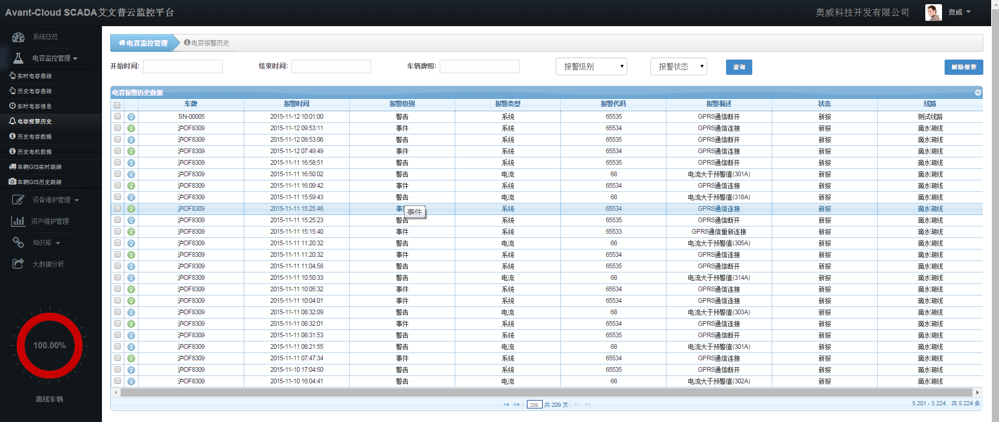 Avant-Cloud SCADA艾文普云监控平台
奥威科技开发有限公司 奥威
系统总览
电容监控管理
实时电容曲线
历史电容曲线
实时电容信息
电容报警历史
历史电容数据
历史电机数据
车辆GIS实时跟踪
车辆GIS历史跟踪
设备维护管理
资产维护管理
知识库
大数据分析
100.00%
离线车辆
电容监控管理 电容报警历史
开始时间: 结束时间: 车辆牌照: 报警级别 报警状态 查询 解除报警
电容报警历史数据
车牌 报警时间 报警级别 报警类型 报警代码 报警描述 状态 线路
SN-00005 2015-11-12 10:01:00 警告 系统 65535 GPRS通信断开 新报 测试线路
沪DF8309 2015-11-12 09:53:11 事件 系统 65534 GPRS通信连接 新报 滴水湖线
沪DF8309 2015-11-12 09:53:06 警告 系统 65535 GPRS通信断开 新报 滴水湖线
沪DF8309 2015-11-12 07:49:49 事件 系统 65534 GPRS通信连接 新报 滴水湖线
沪DF8309 2015-11-11 16:58:51 警告 系统 65535 GPRS通信断开 新报 滴水湖线
沪DF8309 2015-11-11 16:50:02 警告 电流 68 电流大于预警值(301A) 新报 滴水湖线
沪DF8309 2015-11-11 16:09:42 事件 系统 65534 GPRS通信连接 新报 滴水湖线
沪DF8309 2015-11-11 15:59:43 警告 电流 68 电流大于预警值(318A) 新报 滴水湖线
沪DF8309 2015-11-11 15:25:46 事件 系统 65534 GPRS通信连接 新报 滴水湖线
事件
沪DF8309 2015-11-11 15:25:23 警告 系统 65535 GPRS通信断开 新报 滴水湖线
沪DF8309 2015-11-11 15:15:40 事件 系统 65533 GPRS通信重新连接 新报 滴水湖线
沪DF8309 2015-11-11 11:20:32 警告 电流 68 电流大于预警值(305A) 新报 滴水湖线
沪DF8309 2015-11-11 11:20:32 事件 系统 65534 GPRS通信连接 新报 滴水湖线
沪DF8309 2015-11-11 11:04:58 警告 系统 65535 GPRS通信断开 新报 滴水湖线
沪DF8309 2015-11-11 10:50:33 警告 电流 68 电流大于预警值(314A) 新报 滴水湖线
沪DF8309 2015-11-11 10:05:32 事件 系统 65534 GPRS通信连接 新报 滴水湖线
沪DF8309 2015-11-11 10:04:01 事件 系统 65534 GPRS通信连接 新报 滴水湖线
沪DF8309 2015-11-11 08:32:09 警告 电流 68 电流大于预警值(303A) 新报 滴水湖线
沪DF8309 2015-11-11 08:32:01 事件 系统 65534 GPRS通信连接 新报 滴水湖线
沪DF8309 2015-11-11 08:31:53 警告 系统 65535 GPRS通信断开 新报 滴水湖线
沪DF8309 2015-11-11 08:21:55 警告 电流 68 电流大于预警值(301A) 新报 滴水湖线
沪DF8309 2015-11-11 07:47:34 事件 系统 65534 GPRS通信连接 新报 滴水湖线
沪DF8309 2015-11-10 17:04:50 警告 系统 65535 GPRS通信断开 新报 滴水湖线
沪DF8309 2015-11-10 16:04:41 警告 电流 68 电流大于预警值(302A) 新报 滴水湖线
209 共 209 页 5 201 - 5 224 共 5 224 条